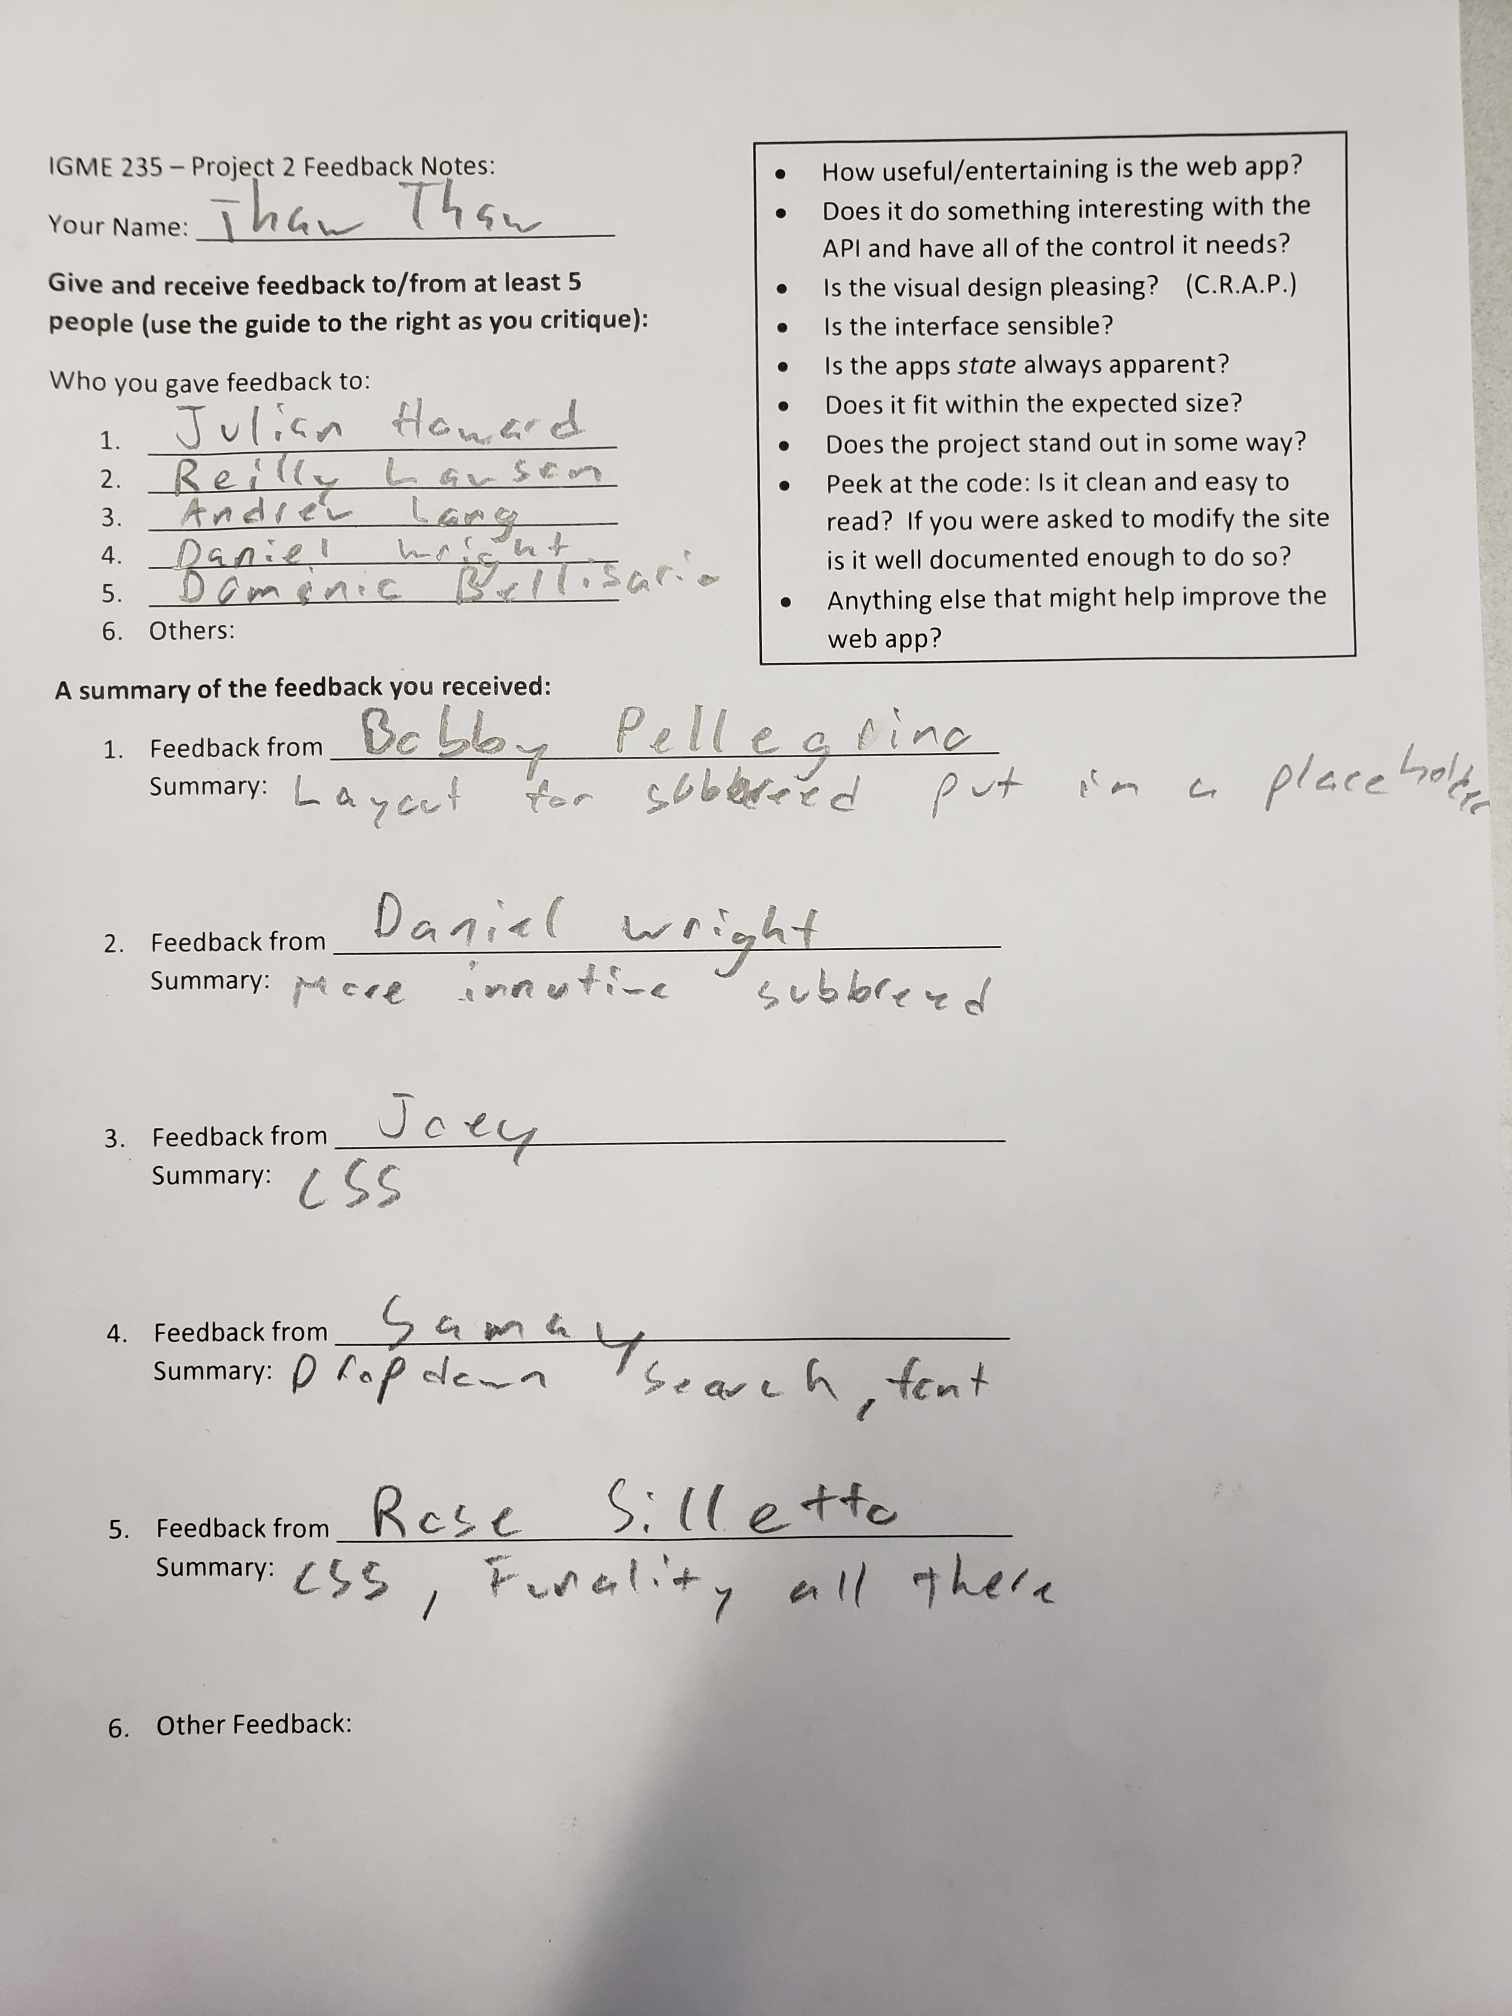 IGME 235 – Project 2 Feedback Notes:
Your Name: Thaw Thaw
Give and receive feedback to/from at least 5
people (use the guide to the right as you critique):
Who you gave feedback to:
1. Julian Howard
2. Reilly
3. Andrew Lang
4. Daniel Wright
5. Domenic Bellisario
6. Others:
• How useful/entertaining is the web app?
• Does it do something interesting with the
API and have all of the control it needs?
• Is the visual design pleasing? (C.R.A.P.)
• Is the interface sensible?
• Is the apps state always apparent?
• Does it fit within the expected size?
• Does the project stand out in some way?
• Peek at the code: Is it clean and easy to
read? If you were asked to modify the site
is it well documented enough to do so?
• Anything else that might help improve the
web app?
A summary of the feedback you received:
1. Feedback from Bobby Pellegrino
Summary: Layout for subbreed put in a placeholder
2. Feedback from Daniel wright
Summary: More subbreed
3. Feedback from Joey
Summary: CSS
4. Feedback from Samay
Summary: Dropdown search, font
5. Feedback from Rose Silletto
Summary: CSS, Funality all there
6. Other Feedback: